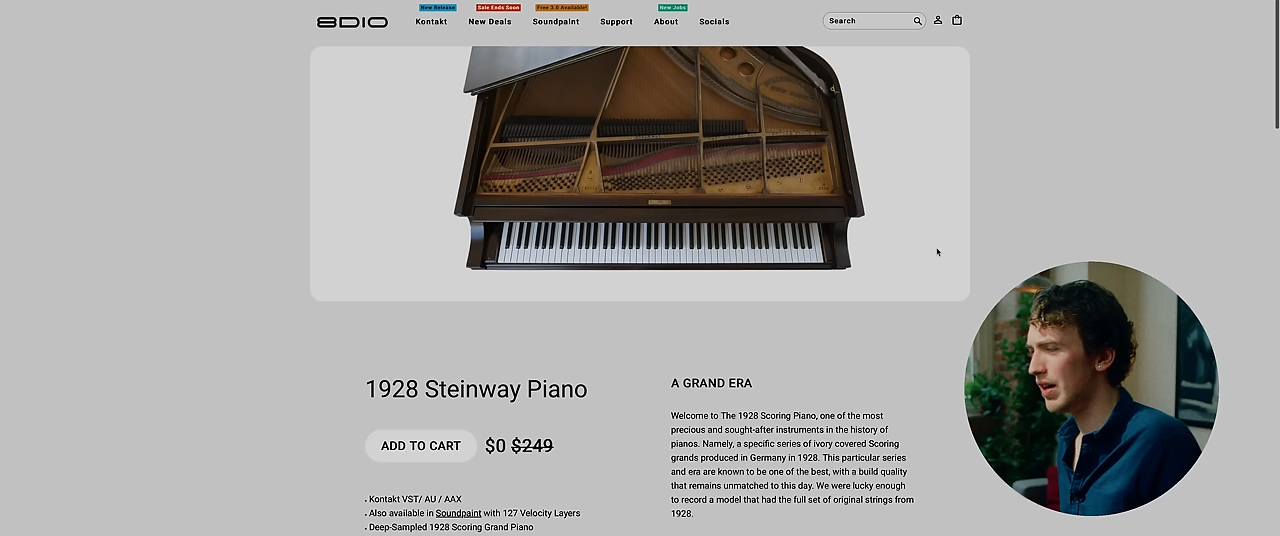 8DIO
New Release
Sale Ends Soon
Free 3.0 Available!
New Jobs
Kontakt
New Deals
Soundpaint
Support
About
Socials
Search
1928 Steinway Piano
ADD TO CART
$0 $249
• Kontakt VST/ AU / AAX
• Also available in Soundpaint with 127 Velocity Layers
• Deep-Sampled 1928 Scoring Grand Piano
A GRAND ERA
Welcome to The 1928 Scoring Piano, one of the most
precious and sought-after instruments in the history of
pianos. Namely, a specific series of ivory covered Scoring
grands produced in Germany in 1928. This particular series
and era are known to be one of the best, with a build quality
that remains unmatched to this day. We were lucky enough
to record a model that had the full set of original strings from
1928.